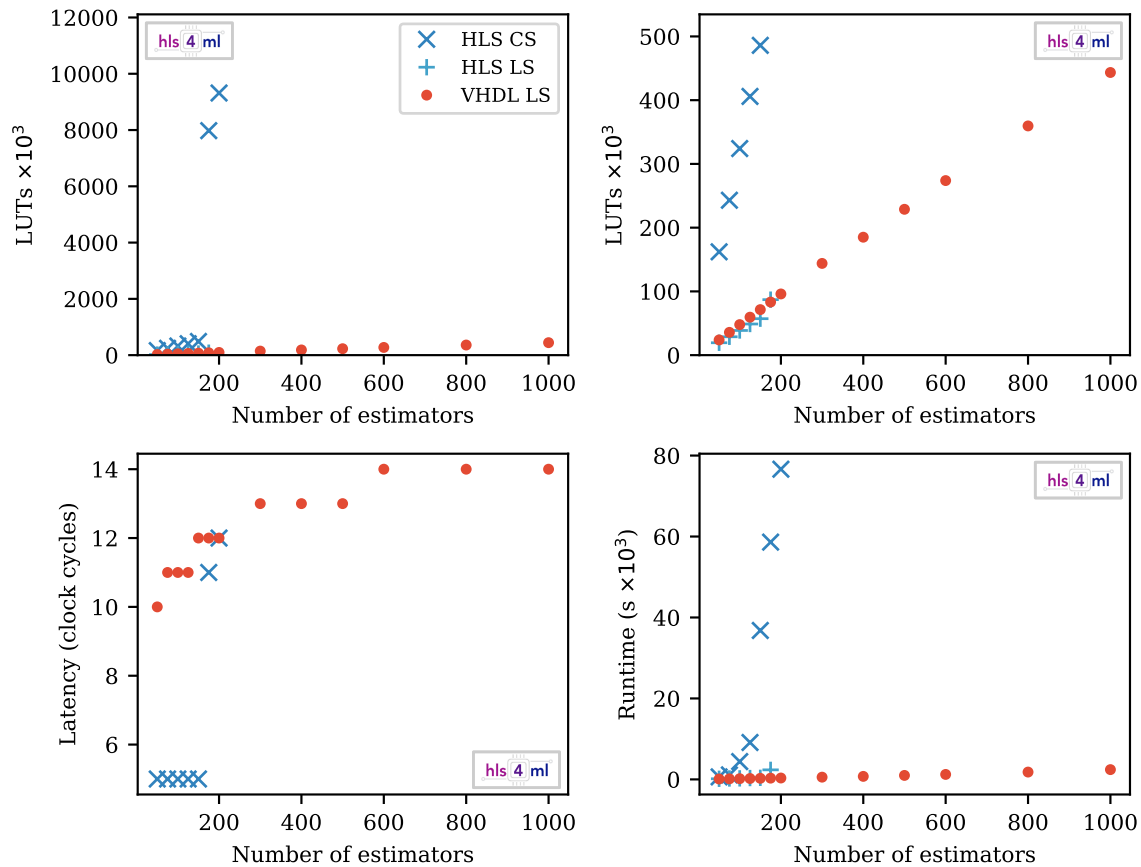 12000
10000
8000
6000
4000
2000
0
LUTs ×10³
hls 4 ml
HLS CS
HLS LS
VHDL LS
200 400 600 800 1000
Number of estimators
500
400
300
200
100
0
LUTs ×10³
hls 4 ml
200 400 600 800 1000
Number of estimators
14
12
10
8
6
Latency (clock cycles)
hls 4 ml
200 400 600 800 1000
Number of estimators
80
60
40
20
0
Runtime (s ×10³)
hls 4 ml
200 400 600 800 1000
Number of estimators